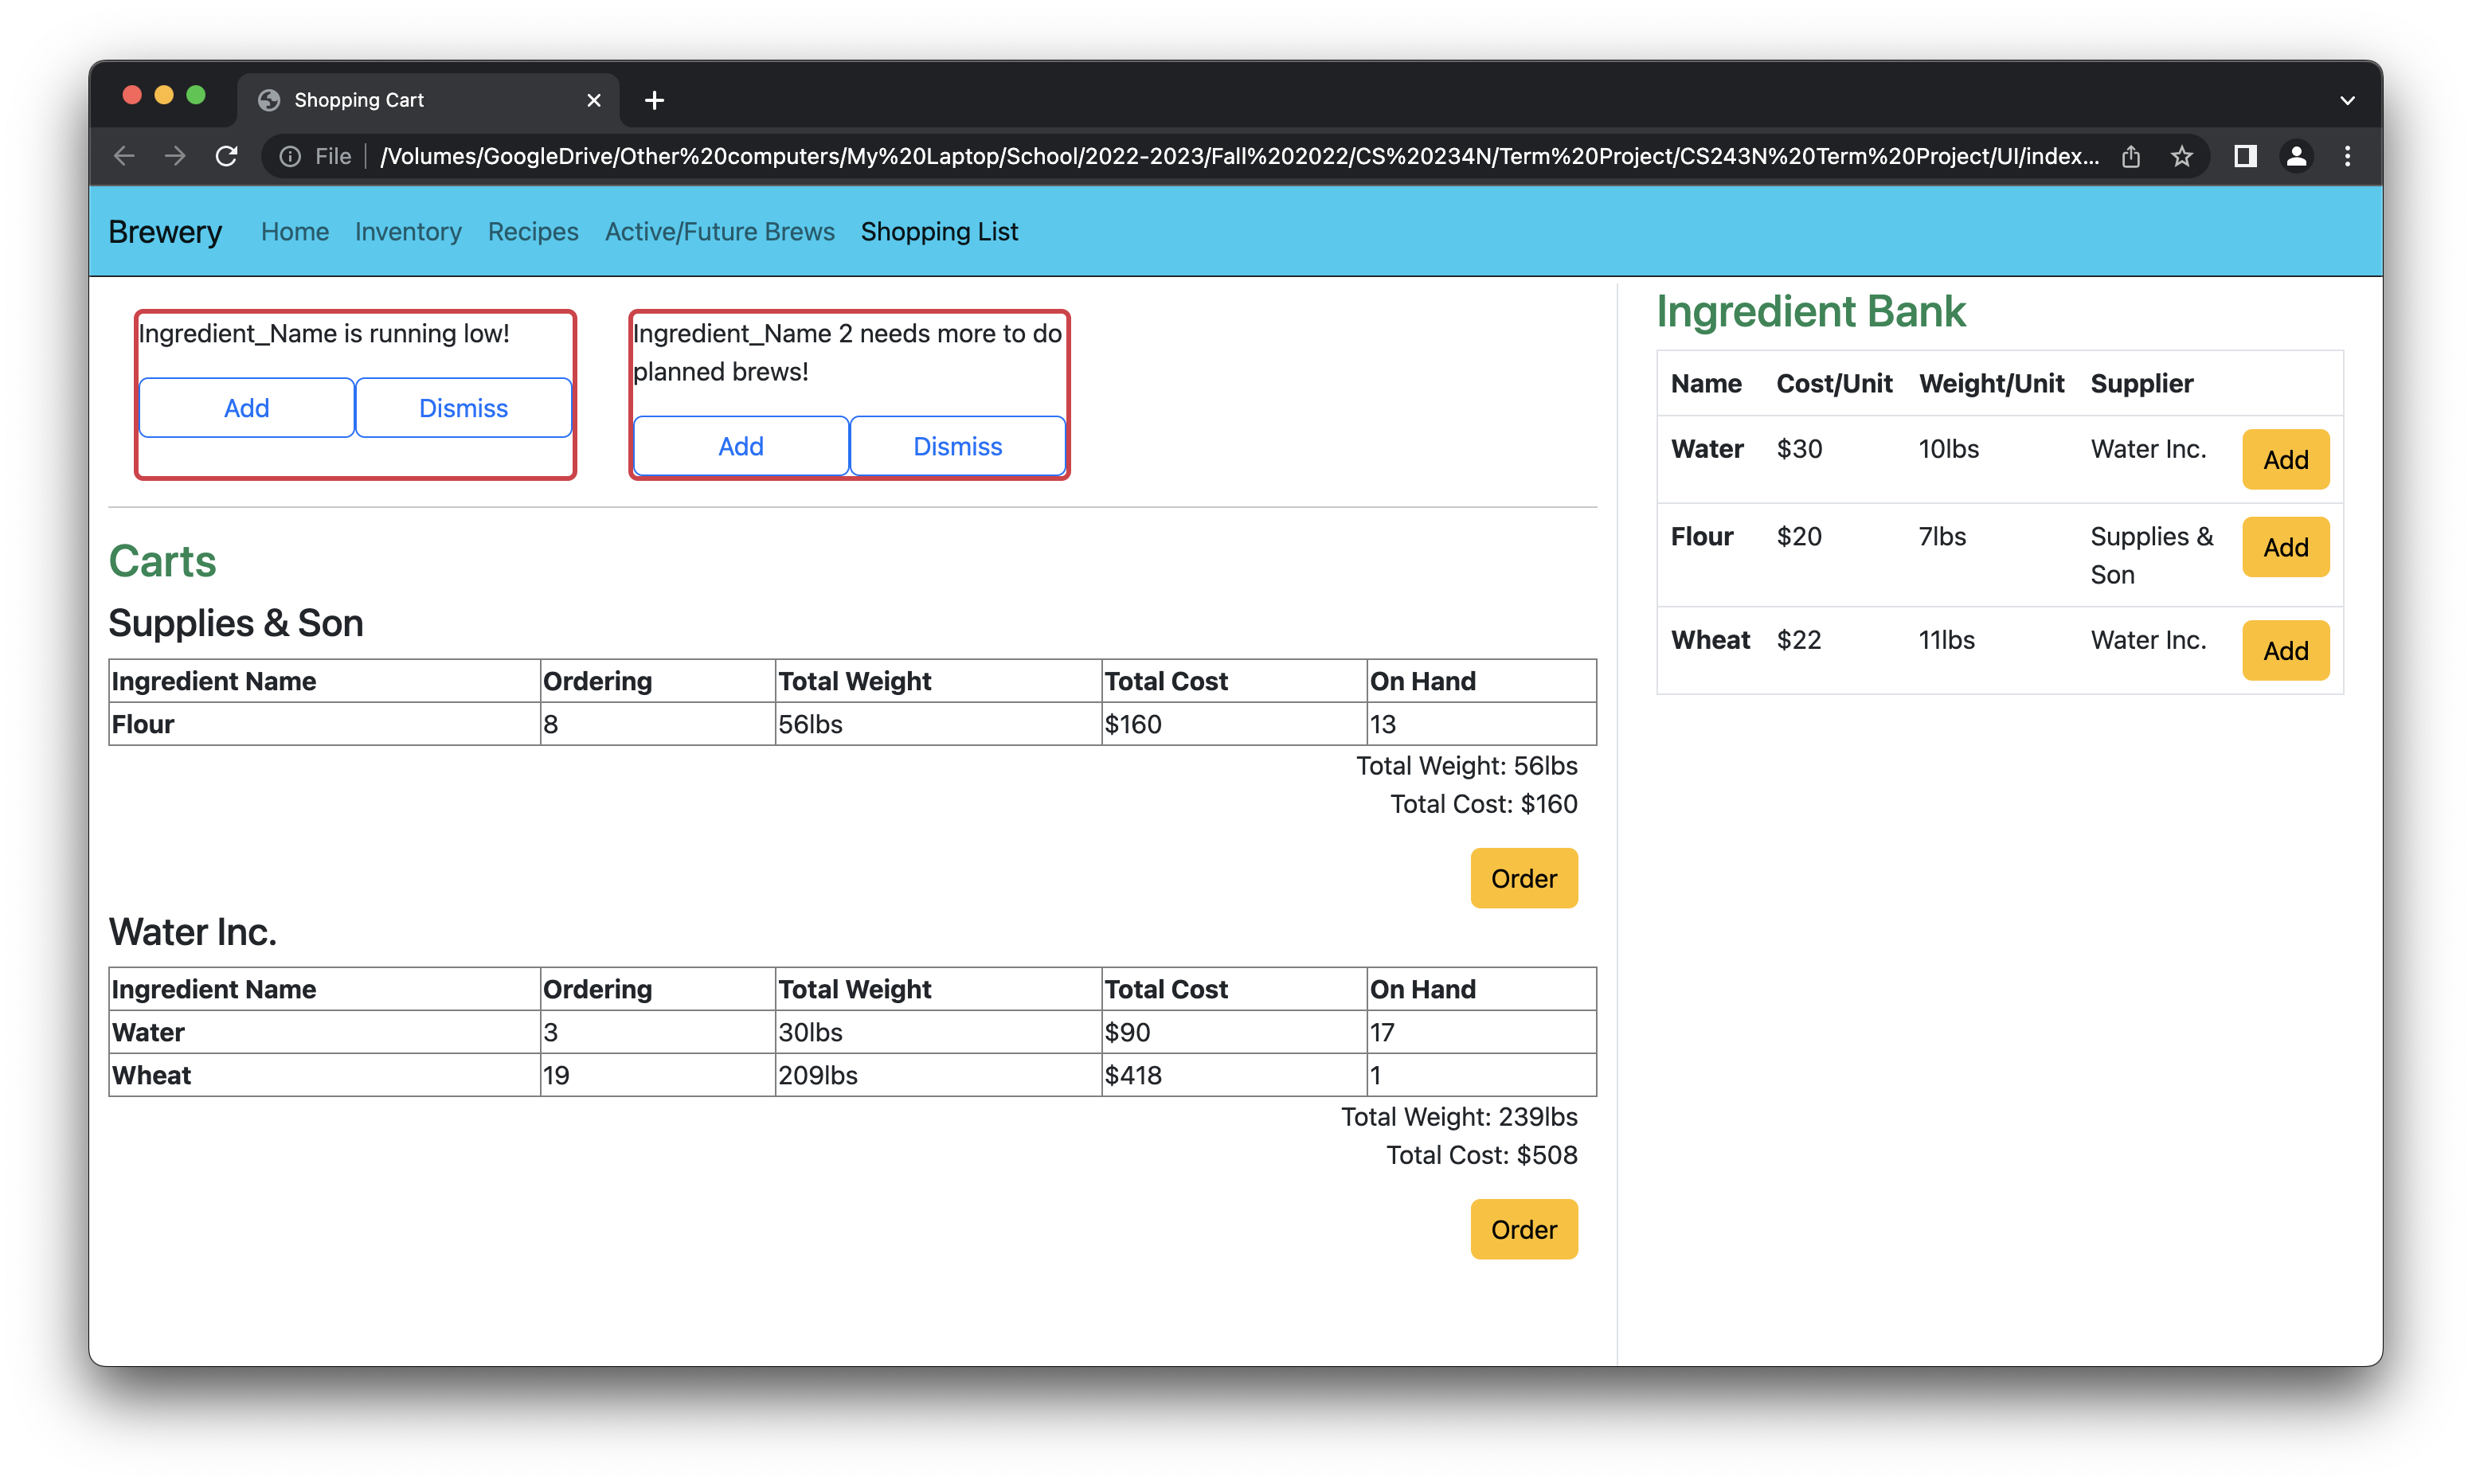 Shopping Cart
File /Volumes/GoogleDrive/Other%20computers/My%20Laptop/School/2022-2023/Fall%202022/CS%20234N/Term%20Project/CS243N%20Term%20Project/UI/index...
Brewery Home Inventory Recipes Active/Future Brews Shopping List
Ingredient_Name is running low!
Add Dismiss
Ingredient_Name 2 needs more to do
planned brews!
Add Dismiss
Carts
Supplies & Son
Ingredient Name Ordering Total Weight Total Cost On Hand
Flour 8 56lbs $160 13
Total Weight: 56lbs
Total Cost: $160
Order
Water Inc.
Ingredient Name Ordering Total Weight Total Cost On Hand
Water 3 30lbs $90 17
Wheat 19 209lbs $418 1
Total Weight: 239lbs
Total Cost: $508
Order
Ingredient Bank
Name Cost/Unit Weight/Unit Supplier
Water $30 10lbs Water Inc. Add
Flour $20 7lbs Supplies & Add
Son
Wheat $22 11lbs Water Inc. Add